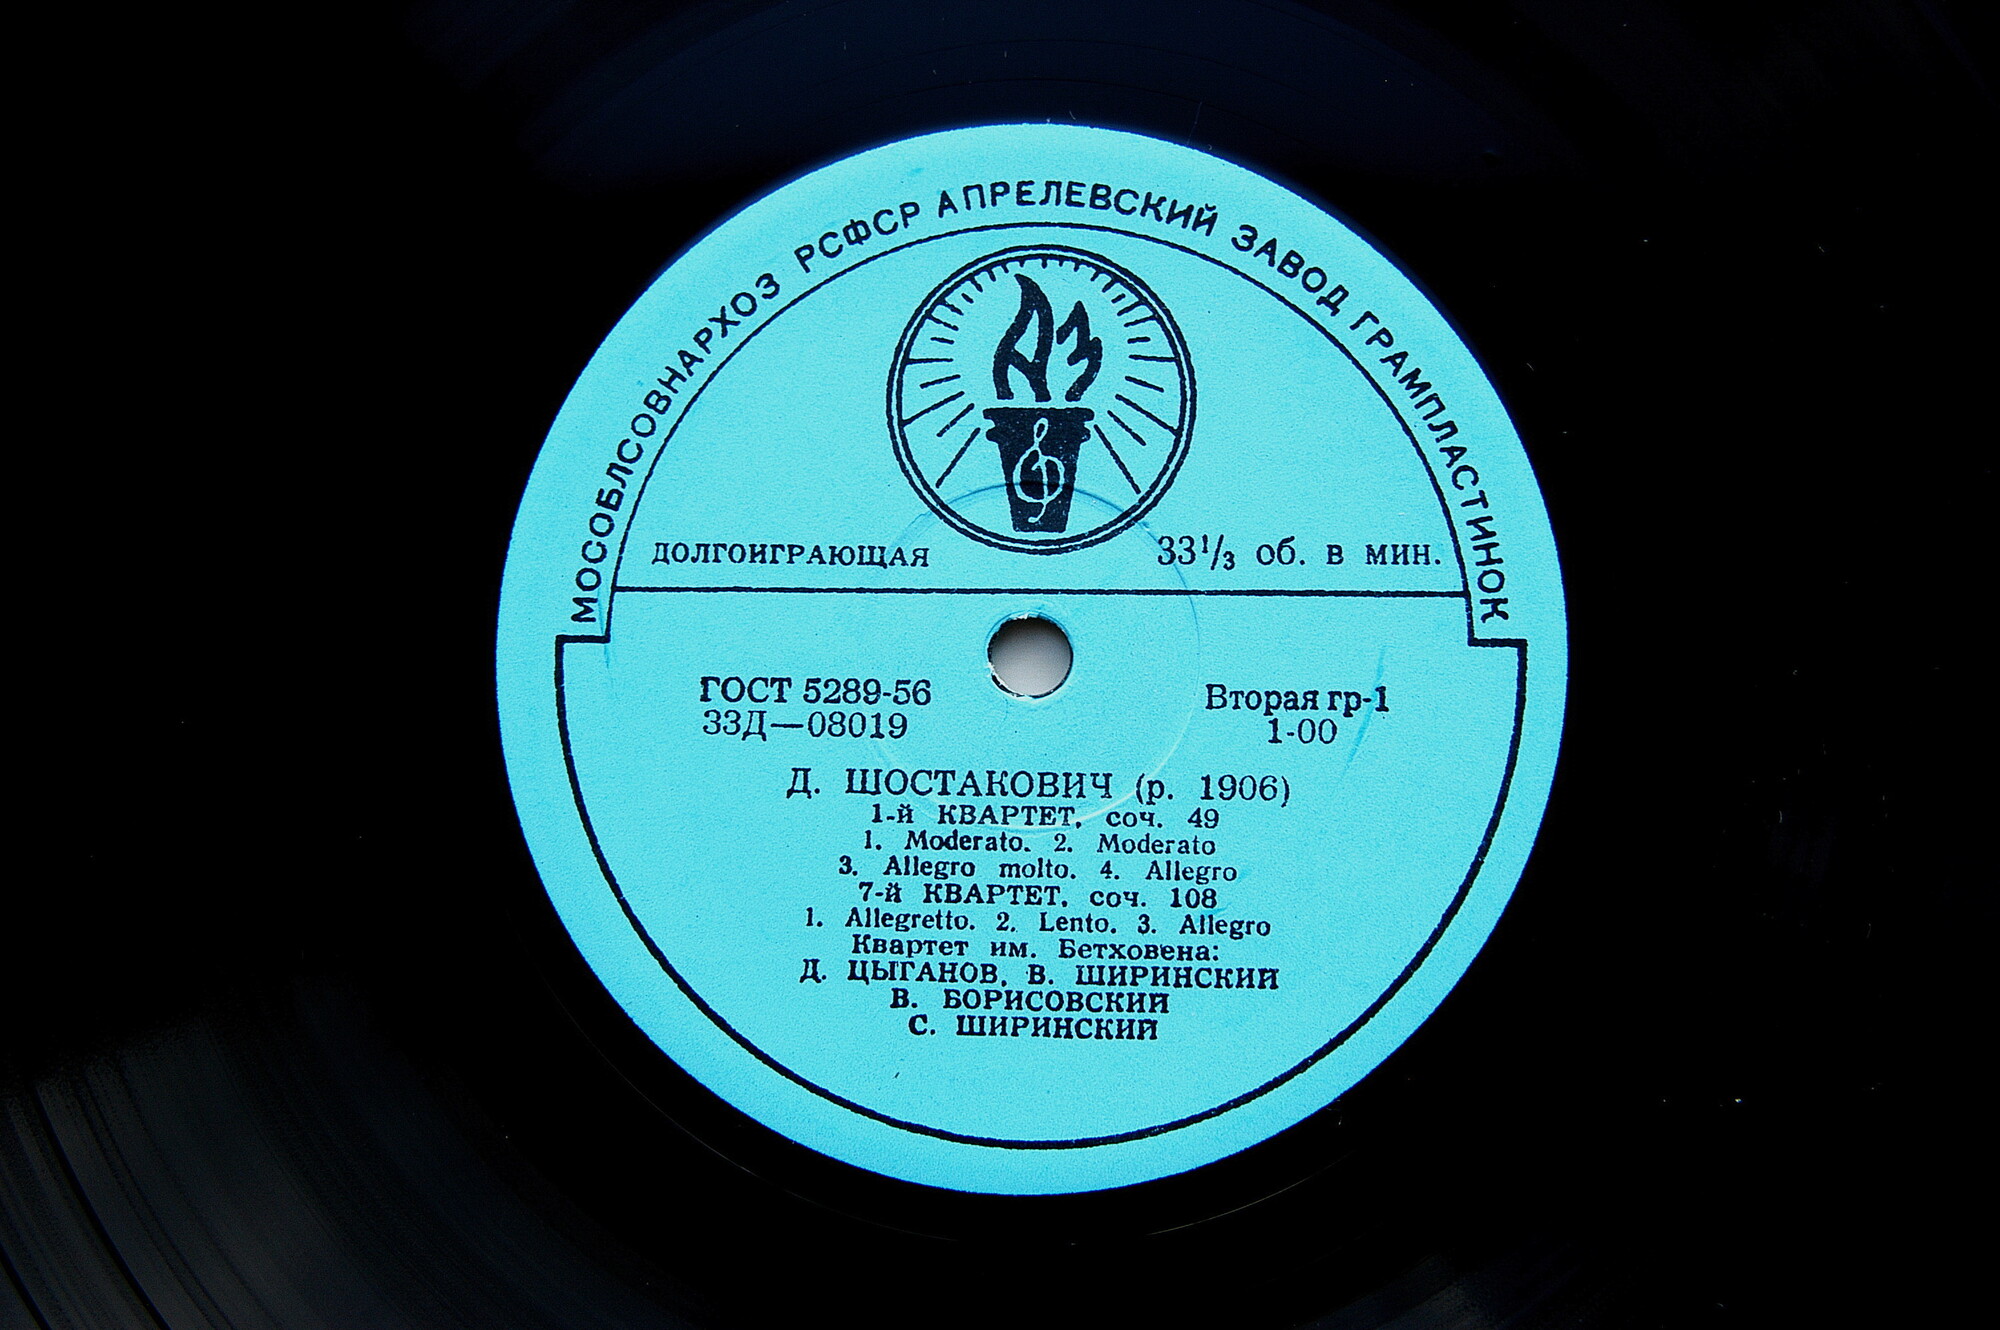 МОСОБЛСОВНАРХОЗ РСФСР АПРЕЛЕВСКИЙ ЗАВОД ГРАМПЛАСТИНОК
АЗ
ДОЛГОИГРАЮЩАЯ 33 1/3 об. в мин.
ГОСТ 5289-56 Вторая гр-1
33Д—08019 1-00
Д. ШОСТАКОВИЧ (р. 1906)
1-й КВАРТЕТ, соч. 49
1. Moderato. 2. Moderato
3. Allegro molto. 4. Allegro
7-й КВАРТЕТ, соч. 108
1. Allegretto. 2. Lento. 3. Allegro
Квартет им. Бетховена:
Д. ЦЫГАНОВ, В. ШИРИНСКИЙ
В. БОРИСОВСКИЙ
С. ШИРИНСКИЙ